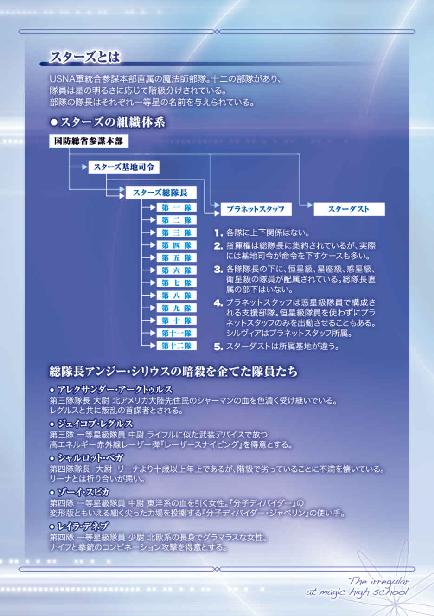 スターズとは
USNA軍統合参謀本部直属の魔法師部隊。十二の部隊があり、
隊員は星の明るさに応じて階級分けされている。
部隊の隊長はそれぞれ一等星の名前を与えられている。
●スターズの組織体系
国防総省参謀本部
スターズ基地司令
スターズ総隊長
プラネットスタッフ
スターダスト
第一隊
第二隊
第三隊
第四隊
第五隊
第六隊
第七隊
第八隊
第九隊
第十隊
第十一隊
第十二隊
1. 各隊に上下関係はない。
2. 指揮権は総隊長に集約されているが、実際
には基地司令が命令を下すケースも多い。
3. 各隊隊長の下に、恒星級、星座級、惑星級、
衛星級の隊員が配属されている。総隊長直
属の部下はいない。
4. プラネットスタッフは惑星級隊員で構成さ
れる支援部隊。恒星級隊員を使わずにプラ
ネットスタッフのみを出動させることもある。
シルヴィアはプラネットスタッフ所属。
5. スターダストは所属基地が違う。
総隊長アンジー・シリウスの暗殺を企てた隊員たち
●アレクサンダー・アークトゥルス
第三隊隊長 大尉 北アメリカ大陸先住民のシャーマンの血を色濃く受け継いでいる。
レグルスと共に叛乱の首謀者とされる。
●ジェイコブ・レグルス
第三隊 一等星級隊員 中尉 ライフルに似た武装デバイスで放つ
高エネルギー赤外線レーザー弾『レーザースナイピング』を得意とする。
●シャルロット・ベガ
第四隊隊長 大尉 リーナより十歳以上年上であるが、階級で劣っていることに不満を懐いている。
リーナとは折り合いが悪い。
●ゾーイ・スピカ
第四隊 一等星級隊員 中尉 東洋系の血を引く女性。『分子ディバイダー』の
変形版ともいえる細く尖った力場を投擲する『分子ディバイダー・ジャベリン』の使い手。
●レイラ・デネブ
第四隊 一等星級隊員 少尉 北欧系の長身でグラマラスな女性。
ナイフと拳銃のコンビネーション攻撃を得意とする。
The irregular
at magic high school